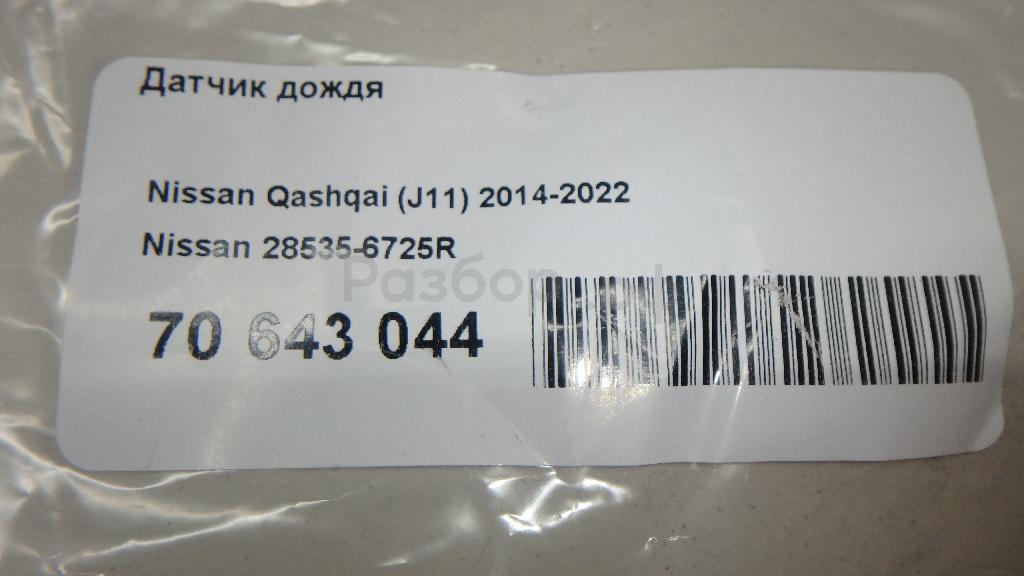 Датчик дождя
Nissan Qashqai (J11) 2014-2022
Nissan 28535-6725R
70 643 044